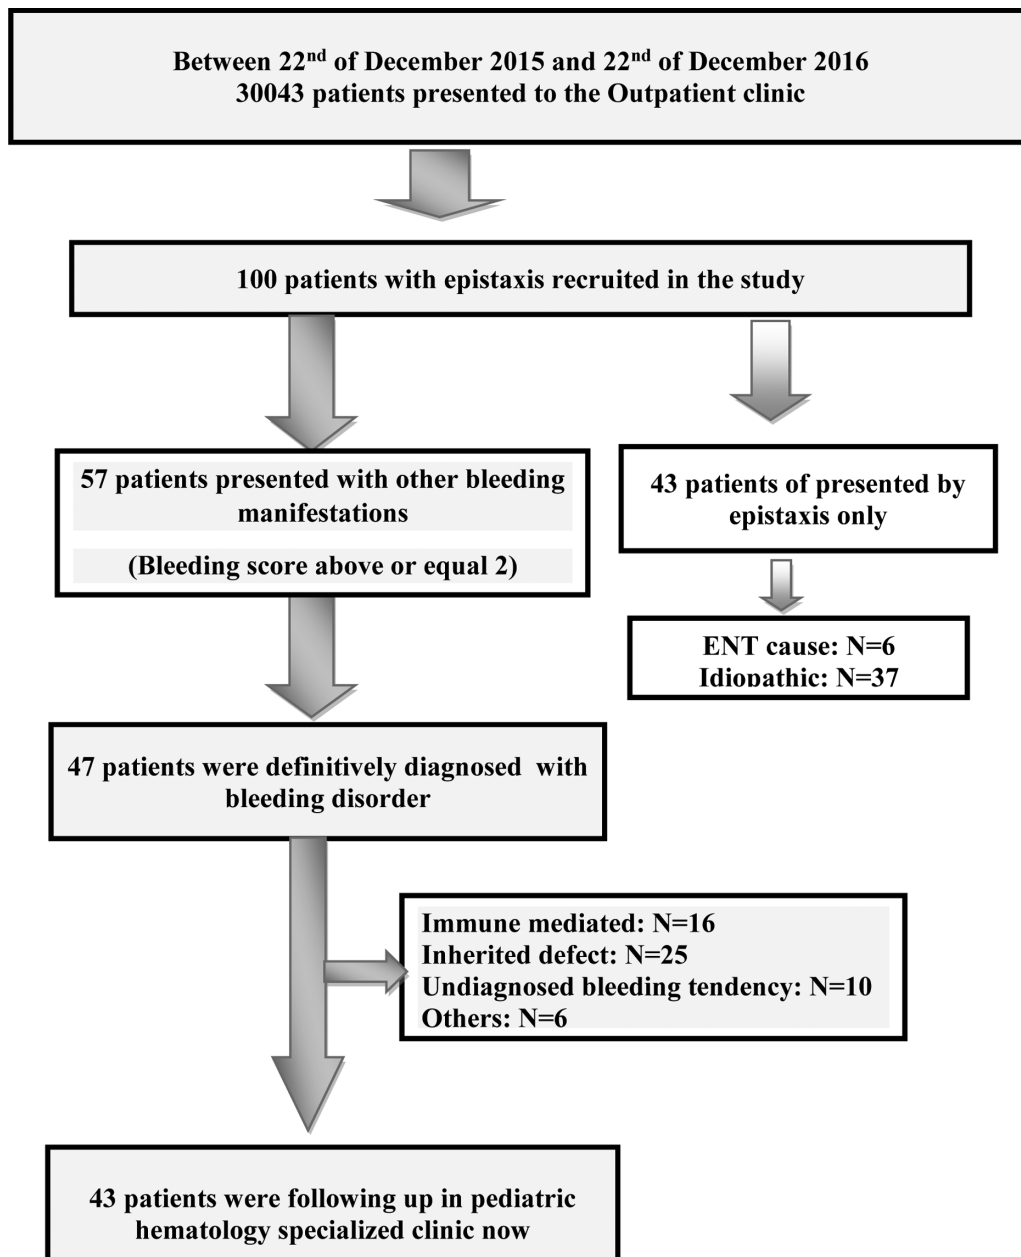 Between 22nd of December 2015 and 22nd of December 2016
30043 patients presented to the Outpatient clinic
100 patients with epistaxis recruited in the study
57 patients presented with other bleeding
manifestations
(Bleeding score above or equal 2)
43 patients of presented by
epistaxis only
ENT cause: N=6
Idiopathic: N=37
47 patients were definitively diagnosed with
bleeding disorder
Immune mediated: N=16
Inherited defect: N=25
Undiagnosed bleeding tendency: N=10
Others: N=6
43 patients were following up in pediatric
hematology specialized clinic now